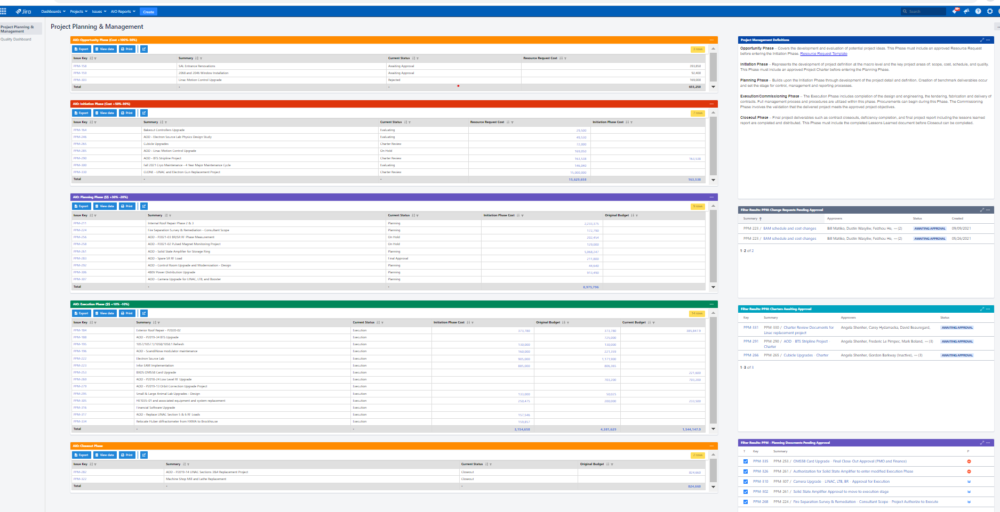 Jira Dashboards Projects Issues AIO Reports Create Search
Project Planning &
Management
Quality Dashboard
Project Planning & Management
AIO: Opportunity Phase (Cost +100%-50%)
Export View data Print 3 rows
Issue Key Summary Current Status Resource Request Cost
PPM-158 SAL Entrance Renovations Awaiting Approval 393,850
PPM-159 2068 and 2046 Window Installation Awaiting Approval 92,400
PPM-303 Linac Motion Control Upgrade Rejected 169,000
Total - - 655,250
AIO: Initiation Phase (Cost +50%-30%)
Export View data Print 7 rows
Issue Key Summary Current Status Resource Request Cost Initiation Phase Cost
PPM-164 Bakeout Controllers Upgrade Evaluating 29,500
PPM-246 AOD - Electron Source Lab Physics Design Study Evaluating 49,530
PPM-265 Cubicle Upgrades Charter Review 72,000
PPM-285 AOD - Linac Motion Control Upgrade On Hold 169,050
PPM-290 AOD - BTS Stripline Project Charter Review 163,538 163,538
PPM-300 Fall 2021 Cryo Maintenance - 4 Year Major Maintenance Cycle Evaluating 146,040
PPM-330 CLONE - LINAC and Electron Gun Replacement Project Charter Review 15,000,000
Total - - 15,629,658 163,538
AIO: Planning Phase ($$ +30% -20%)
Export View data Print 9 rows
Issue Key Summary Current Status Initiation Phase Cost Original Budget
PPM-211 Internal Roof Repair Phase 2 & 3 Planning 2,233,375
PPM-224 Fire Separation Survey & Remediation - Consultant Scope Planning 172,790
PPM-256 AOD - P2021-03 BR/SR RF Phase Measurement On Hold 202,454
PPM-258 AOD - P2021-02 Pulsed Magnet Monitoring Project On Hold 129,000
PPM-261 AOD - Solid State Amplifier for Storage Ring Planning 5,068,247
PPM-283 AOD - Spare SR RF Load Final Approval 211,800
PPM-292 AOD - Control Room Upgrade and Modernization - Design Planning 44,640
PPM-306 480V Power Distribution Upgrade Planning 913,490
PPM-307 AOD - Camera Upgrade for LINAC, LTB, and Booster Planning
Total - - 8,975,796
AIO: Execution Phase ($$ +10% -10%)
Export View data Print 14 rows
Issue Key Summary Current Status Initiation Phase Cost Original Budget Current Budget
PPM-184 Exterior Roof Repair - P2020-02 Execution 373,780 373,780 385,847.9
PPM-188 AOD - P2019-34 BTS Upgrade Execution 725,000
PPM-195 1057/1057.1/1058/1058.1 Refresh Execution 130,000 130,000
PPM-196 AOD - ScandiNova modulator maintenance Execution 160,000 221,359
PPM-222 Electron Source Lab Execution 905,000 1,171,900
PPM-223 Infor EAM Implementation Execution 885,000 806,365
PPM-253 BXDS OMS58 Card Upgrade Execution 221,600
PPM-269 AOD - P2018-24 Low Level RF Upgrade Execution 703,200 703,200
PPM-279 AOD - P2019-13 Orbit Correction Upgrade Project Execution
PPM-295 Small & Large Animal Lab Upgrades - Design Execution 133,000 50,025
PPM-305 HE1035-01 and associated equipment and system replacement Execution 250,475 200,000 233,500
PPM-316 Financial Software Upgrade Execution
PPM-317 AOD - Replace LINAC Section 5 & 6 RF Loads Execution 157,546
PPM-334 Relocate Huber diffractometer from HXMA to Brockhouse Execution 159,857
Total - - 3,154,658 4,381,629 1,544,147.9
AIO: Closeout Phase
Export View data Print 2 rows
Issue Key Summary Current Status Original Budget
PPM-282 AOD - P2019-14 LINAC Sections 3&4 Replacement Project Closeout 824,660
PPM-322 Machine Shop Mill and Lathe Replacement Closeout
Total - - 824,660
Project Management Definitions
Opportunity Phase – Covers the development and evaluation of potential project ideas. This Phase must include an approved Resource Request
before entering the Initiation Phase. Resource Request Template
Initiation Phase – Represents the development of project definition at the macro level and the key project areas of: scope, cost, schedule, and quality.
This Phase must include an approved Project Charter before entering the Planning Phase.
Planning Phase – Builds upon the Initiation Phase through development of the project detail and definition. Creation of benchmark deliverables occur
and set the stage for control, management and reporting processes.
Execution/Commissioning Phase – The Execution Phase includes completion of the design and engineering, the tendering, fabrication and delivery of
contracts. Full management process and procedures are utilized within this phase. Procurements can begin during this Phase. The Commissioning
Phase involves the validation that the delivered project meets the approved project objectives.
Closeout Phase – Final project deliverables such as contract closeouts, deficiency completion, and final project report including the lessons learned
report are completed and distributed. This Phase must include the completed Lessons Learned document before Closeout can be completed.
Filter Results: PPM: Change Requests Pending Approval
Summary Approvers Status Created
PPM-223 / EAM schedule and cost changes Bill Matiko, Dustin Wasyliw, Feizhou He, — (2) AWAITING APPROVAL 09/09/2021
PPM-223 / EAM schedule and cost changes Bill Matiko, Dustin Wasyliw, Feizhou He, — (2) AWAITING APPROVAL 05/26/2021
1-2 of 2
Filter Results: PPM: Charters Awaiting Approval
Key Summary Approvers Status
PPM-331 PPM-330 / Charter Review Documents for Angela Shenher, Carey Hydamacka, David Beauregard, AWAITING APPROVAL
Linac replacement project
PPM-291 PPM-290 / AOD - BTS Stripline Project - Angela Shenher, Frederic Le Pimpec, Mark Boland, — (3) AWAITING APPROVAL
Charter
PPM-266 PPM-265 / Cubicle Upgrades - Charter Angela Shenher, Gordon Barkway (Inactive), — (3) AWAITING APPROVAL
1-3 of 3
Filter Results: PPM - Planning Documents Pending Approval
T Key Summary P
PPM-335 PPM-253 / OMS58 Card Upgrade - Final Close-Out Approval (PMO and Finance)
PPM-326 PPM-261 / Authorization for Solid State Amplifier to enter modified Execution Phase
PPM-310 PPM-307 / Camera Upgrade - LINAC, LTB, BR - Approval for Execution
PPM-302 PPM-261 / Solid State Amplifier Approval to move to execution stage
PPM-268 PPM-224 / Fire Separation Survey & Remediation - Consultant Scope - Project Authorize to Execute